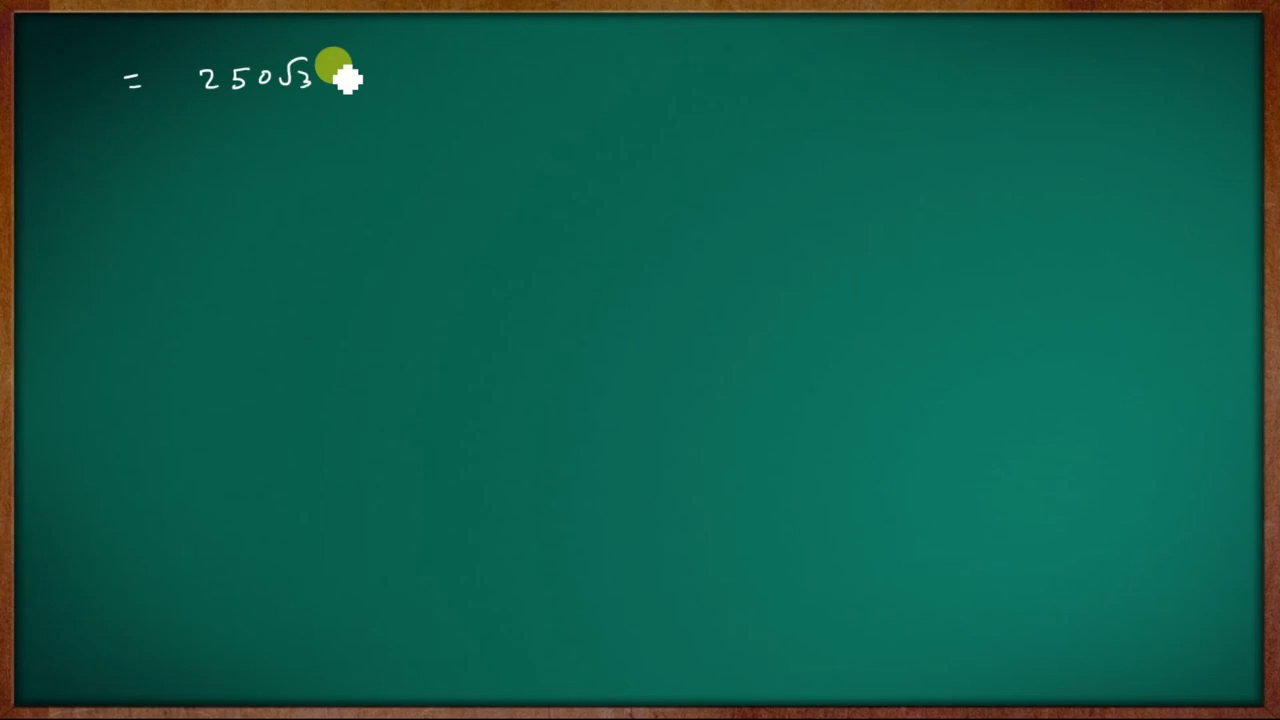 = 250√3